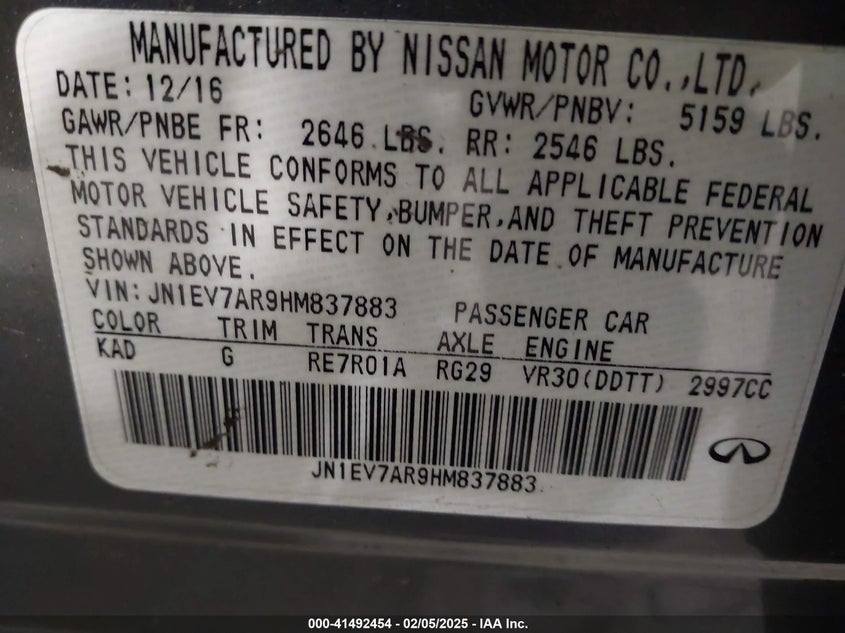 MANUFACTURED BY NISSAN MOTOR CO.,LTD.
DATE: 12/16 GVWR/PNBV: 5159 LBS.
GAWR/PNBE FR: 2646 LBS. RR: 2546 LBS.
THIS VEHICLE CONFORMS TO ALL APPLICABLE FEDERAL
MOTOR VEHICLE SAFETY,BUMPER,AND THEFT PREVENTION
STANDARDS IN EFFECT ON THE DATE OF MANUFACTURE
SHOWN ABOVE.
VIN: JN1EV7AR9HM837883 PASSENGER CAR
COLOR TRIM TRANS AXLE ENGINE
KAD G RE7R01A RG29 VR30(DDTT) 2997CC
JN1EV7AR9HM837883
000-41492454 - 02/05/2025 - IAA Inc.